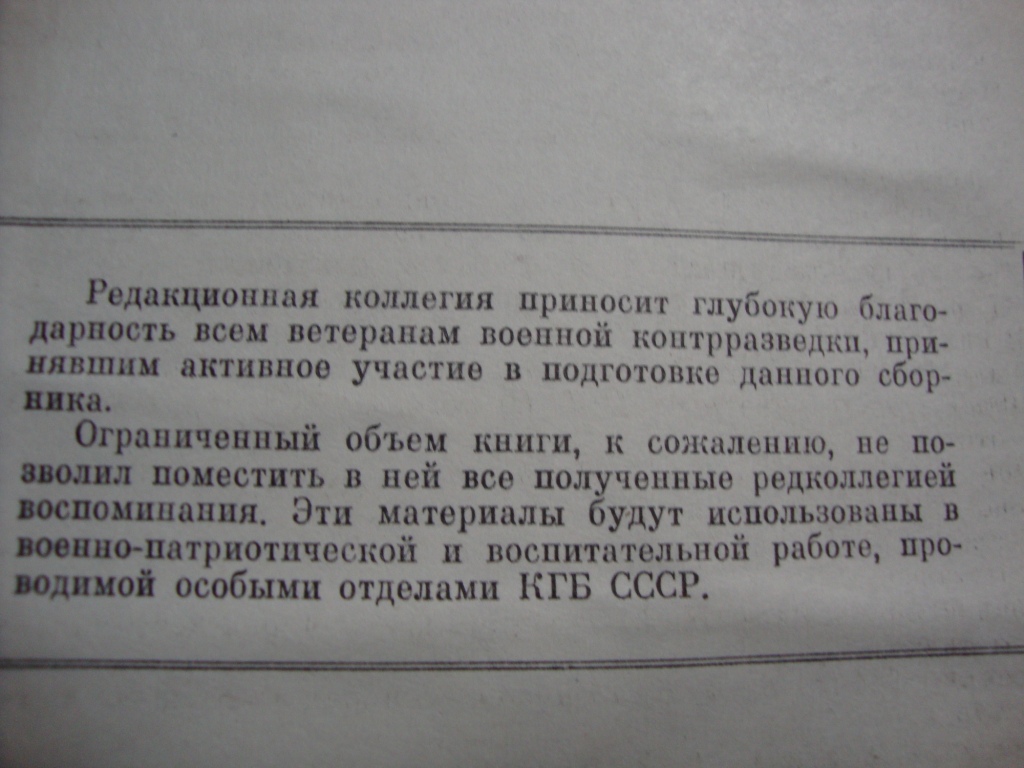 Редакционная коллегия приносит глубокую благо-
дарность всем ветеранам военной контрразведки, при-
нявшим активное участие в подготовке данного сбор-
ника.
Ограниченный объем книги, к сожалению, не по-
зволил поместить в ней все полученные редколлегией
воспоминания. Эти материалы будут использованы в
военно-патриотической и воспитательной работе, про-
водимой особыми отделами КГБ СССР.